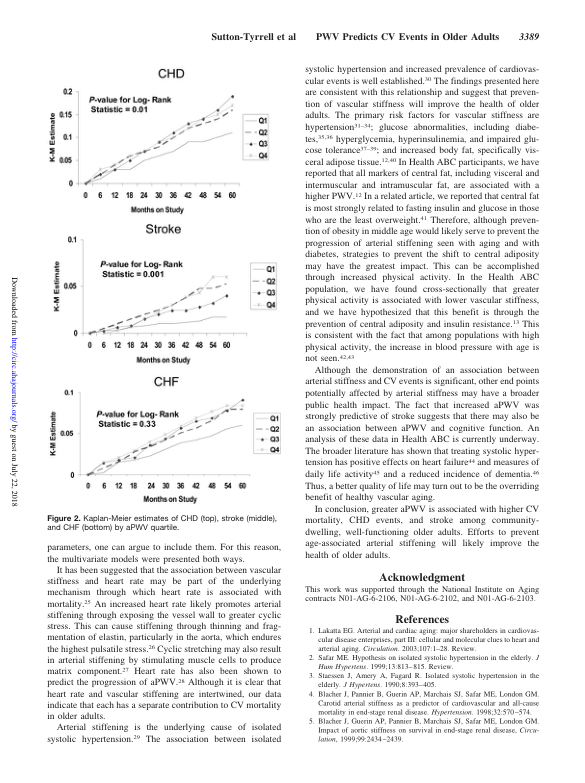 Sutton-Tyrrell et al PWV Predicts CV Events in Older Adults 3389
CHD
0.2
0.15
0.1
0.05
0
K-M Estimate
P-value for Log- Rank
Statistic = 0.01
Q1
Q2
Q3
Q4
0 6 12 18 24 30 36 42 48 54 60
Months on Study
Stroke
0.1
0.05
0
K-M Estimate
P-value for Log- Rank
Statistic = 0.001
Q1
Q2
Q3
Q4
0 6 12 18 24 30 36 42 48 54 60
Months on Study
CHF
0.1
0.05
0
K-M Estimate
P-value for Log- Rank
Statistic = 0.33
Q1
Q2
Q3
Q4
0 6 12 18 24 30 36 42 48 54 60
Months on Study
Figure 2. Kaplan-Meier estimates of CHD (top), stroke (middle),
and CHF (bottom) by aPWV quartile.
parameters, one can argue to include them. For this reason,
the multivariate models were presented both ways.
It has been suggested that the association between vascular
stiffness and heart rate may be part of the underlying
mechanism through which heart rate is associated with
mortality.25 An increased heart rate likely promotes arterial
stiffening through exposing the vessel wall to greater cyclic
stress. This can cause stiffening through thinning and frag-
mentation of elastin, particularly in the aorta, which endures
the highest pulsatile stress.26 Cyclic stretching may also result
in arterial stiffening by stimulating muscle cells to produce
matrix component.27 Heart rate has also been shown to
predict the progression of aPWV.28 Although it is clear that
heart rate and vascular stiffening are intertwined, our data
indicate that each has a separate contribution to CV mortality
in older adults.
Arterial stiffening is the underlying cause of isolated
systolic hypertension.29 The association between isolated
systolic hypertension and increased prevalence of cardiovas-
cular events is well established.30 The findings presented here
are consistent with this relationship and suggest that preven-
tion of vascular stiffness will improve the health of older
adults. The primary risk factors for vascular stiffness are
hypertension31–34; glucose abnormalities, including diabe-
tes,35,36 hyperglycemia, hyperinsulinemia, and impaired glu-
cose tolerance37–39; and increased body fat, specifically vis-
ceral adipose tissue.12,40 In Health ABC participants, we have
reported that all markers of central fat, including visceral and
intermuscular and intramuscular fat, are associated with a
higher PWV.12 In a related article, we reported that central fat
is most strongly related to fasting insulin and glucose in those
who are the least overweight.41 Therefore, although preven-
tion of obesity in middle age would likely serve to prevent the
progression of arterial stiffening seen with aging and with
diabetes, strategies to prevent the shift to central adiposity
may have the greatest impact. This can be accomplished
through increased physical activity. In the Health ABC
population, we have found cross-sectionally that greater
physical activity is associated with lower vascular stiffness,
and we have hypothesized that this benefit is through the
prevention of central adiposity and insulin resistance.13 This
is consistent with the fact that among populations with high
physical activity, the increase in blood pressure with age is
not seen.42,43
Although the demonstration of an association between
arterial stiffness and CV events is significant, other end points
potentially affected by arterial stiffness may have a broader
public health impact. The fact that increased aPWV was
strongly predictive of stroke suggests that there may also be
an association between aPWV and cognitive function. An
analysis of these data in Health ABC is currently underway.
The broader literature has shown that treating systolic hyper-
tension has positive effects on heart failure44 and measures of
daily life activity45 and a reduced incidence of dementia.46
Thus, a better quality of life may turn out to be the overriding
benefit of healthy vascular aging.
In conclusion, greater aPWV is associated with higher CV
mortality, CHD events, and stroke among community-
dwelling, well-functioning older adults. Efforts to prevent
age-associated arterial stiffening will likely improve the
health of older adults.
Acknowledgment
This work was supported through the National Institute on Aging
contracts N01-AG-6-2106, N01-AG-6-2102, and N01-AG-6-2103.
References
1. Lakatta EG. Arterial and cardiac aging: major shareholders in cardiovas-
cular disease enterprises, part III: cellular and molecular clues to heart and
arterial aging. Circulation. 2003;107:1–28. Review.
2. Safar ME. Hypothesis on isolated systolic hypertension in the elderly. J
Hum Hypertens. 1999;13:813–815. Review.
3. Staessen J, Amery A, Fagard R. Isolated systolic hypertension in the
elderly. J Hypertens. 1990;8:393–405.
4. Blacher J, Pannier B, Guerin AP, Marchais SJ, Safar ME, London GM.
Carotid arterial stiffness as a predictor of cardiovascular and all-cause
mortality in end-stage renal disease. Hypertension. 1998;32:570–574.
5. Blacher J, Guerin AP, Pannier B, Marchais SJ, Safar ME, London GM.
Impact of aortic stiffness on survival in end-stage renal disease, Circu-
lation, 1999;99:2434–2439.
Downloaded from http://circ.ahajournals.org/ by guest on July 22, 2018